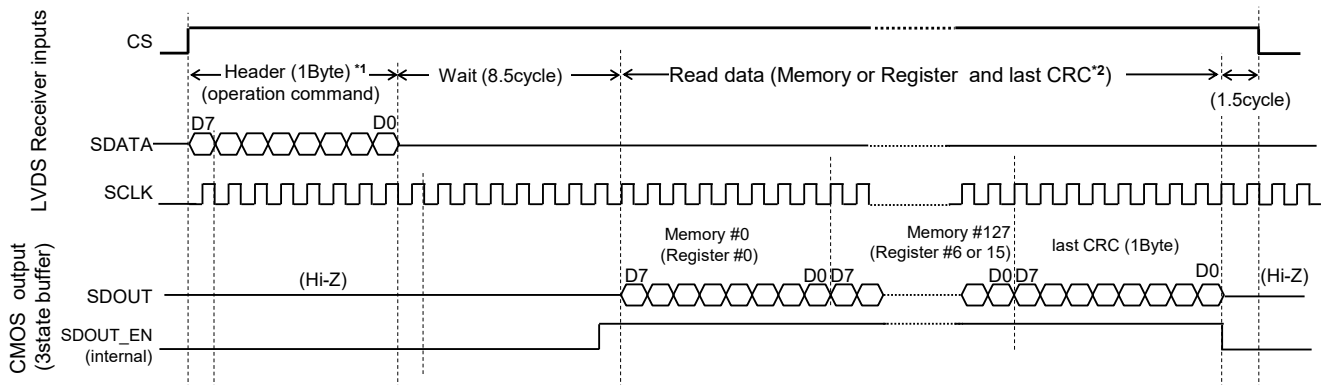 LVDS Receiver inputs
CS
Header (1Byte) *1
(operation command)
Wait (8.5cycle)
Read data (Memory or Register and last CRC*2)
(1.5cycle)
D7
D0
SDATA
SCLK
CMOS output
(3state buffer)
Memory #0
(Register #0)
Memory #127
(Register #6 or 15)
last CRC (1Byte)
(Hi-Z)
D7
D0
D7
D0
D7
D0
(Hi-Z)
SDOUT
SDOUT_EN
(internal)